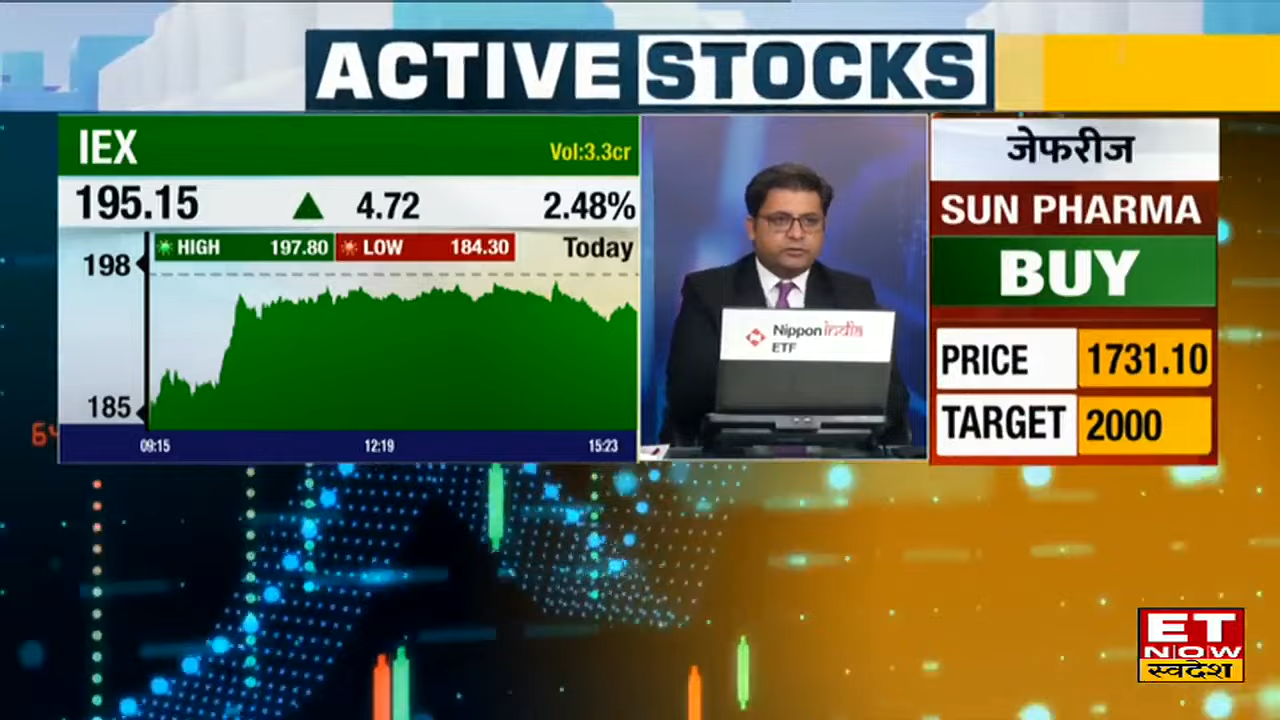 ACTIVE STOCKS
IEX
Vol:3.3cr
195.15 ▲ 4.72 2.48%
HIGH 197.80 LOW 184.30 Today
198
185
09:15 12:19 15:23
Nippon india
ETF
जेफरीज
SUN PHARMA
BUY
PRICE 1731.10
TARGET 2000
ET
NOW
स्वदेश